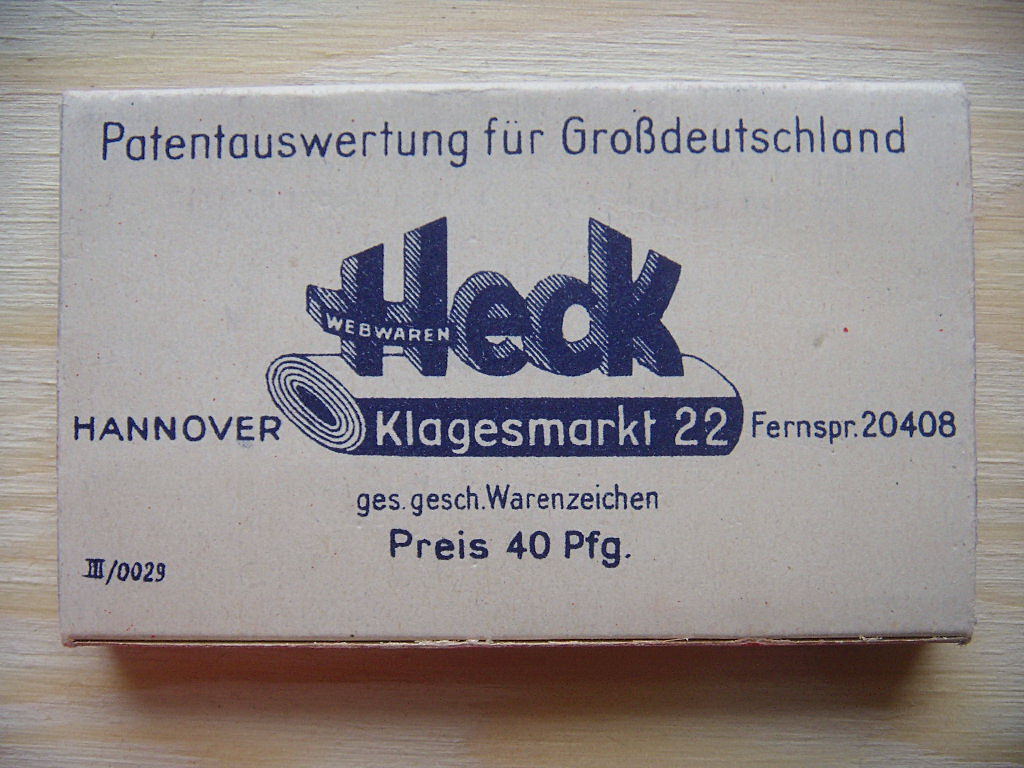 Patentauswertung für Großdeutschland
Heck
WEBWAREN
HANNOVER Klagesmarkt 22 Fernspr. 20408
ges. gesch. Warenzeichen
Preis 40 Pfg.
III/0029